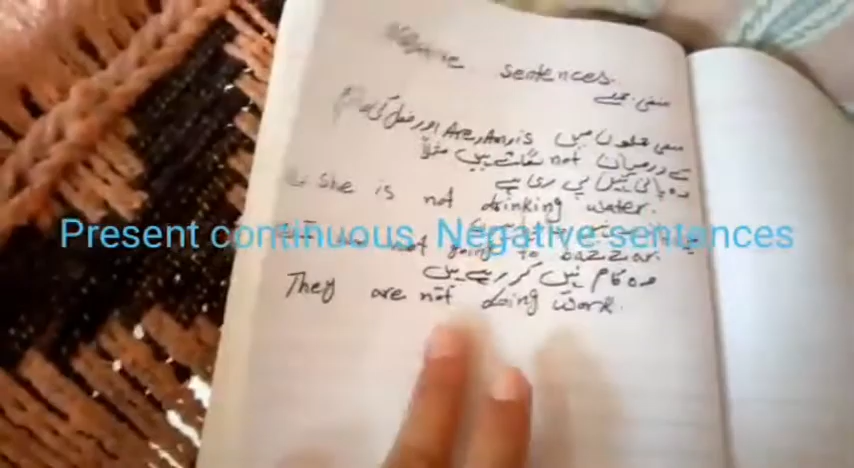 Negative sentences.
منفی جملے
منفی جملوں میں is, Am, Are اور فعل کی
کے درمیان not لگاتے ہیں مثلاً
وہ پانی نہیں پی رہی ہے
She is not drinking water.
Present continuous, Negative sentences
not going to bazzar.
وہ کام نہیں کر رہے ہیں
They are not doing work.